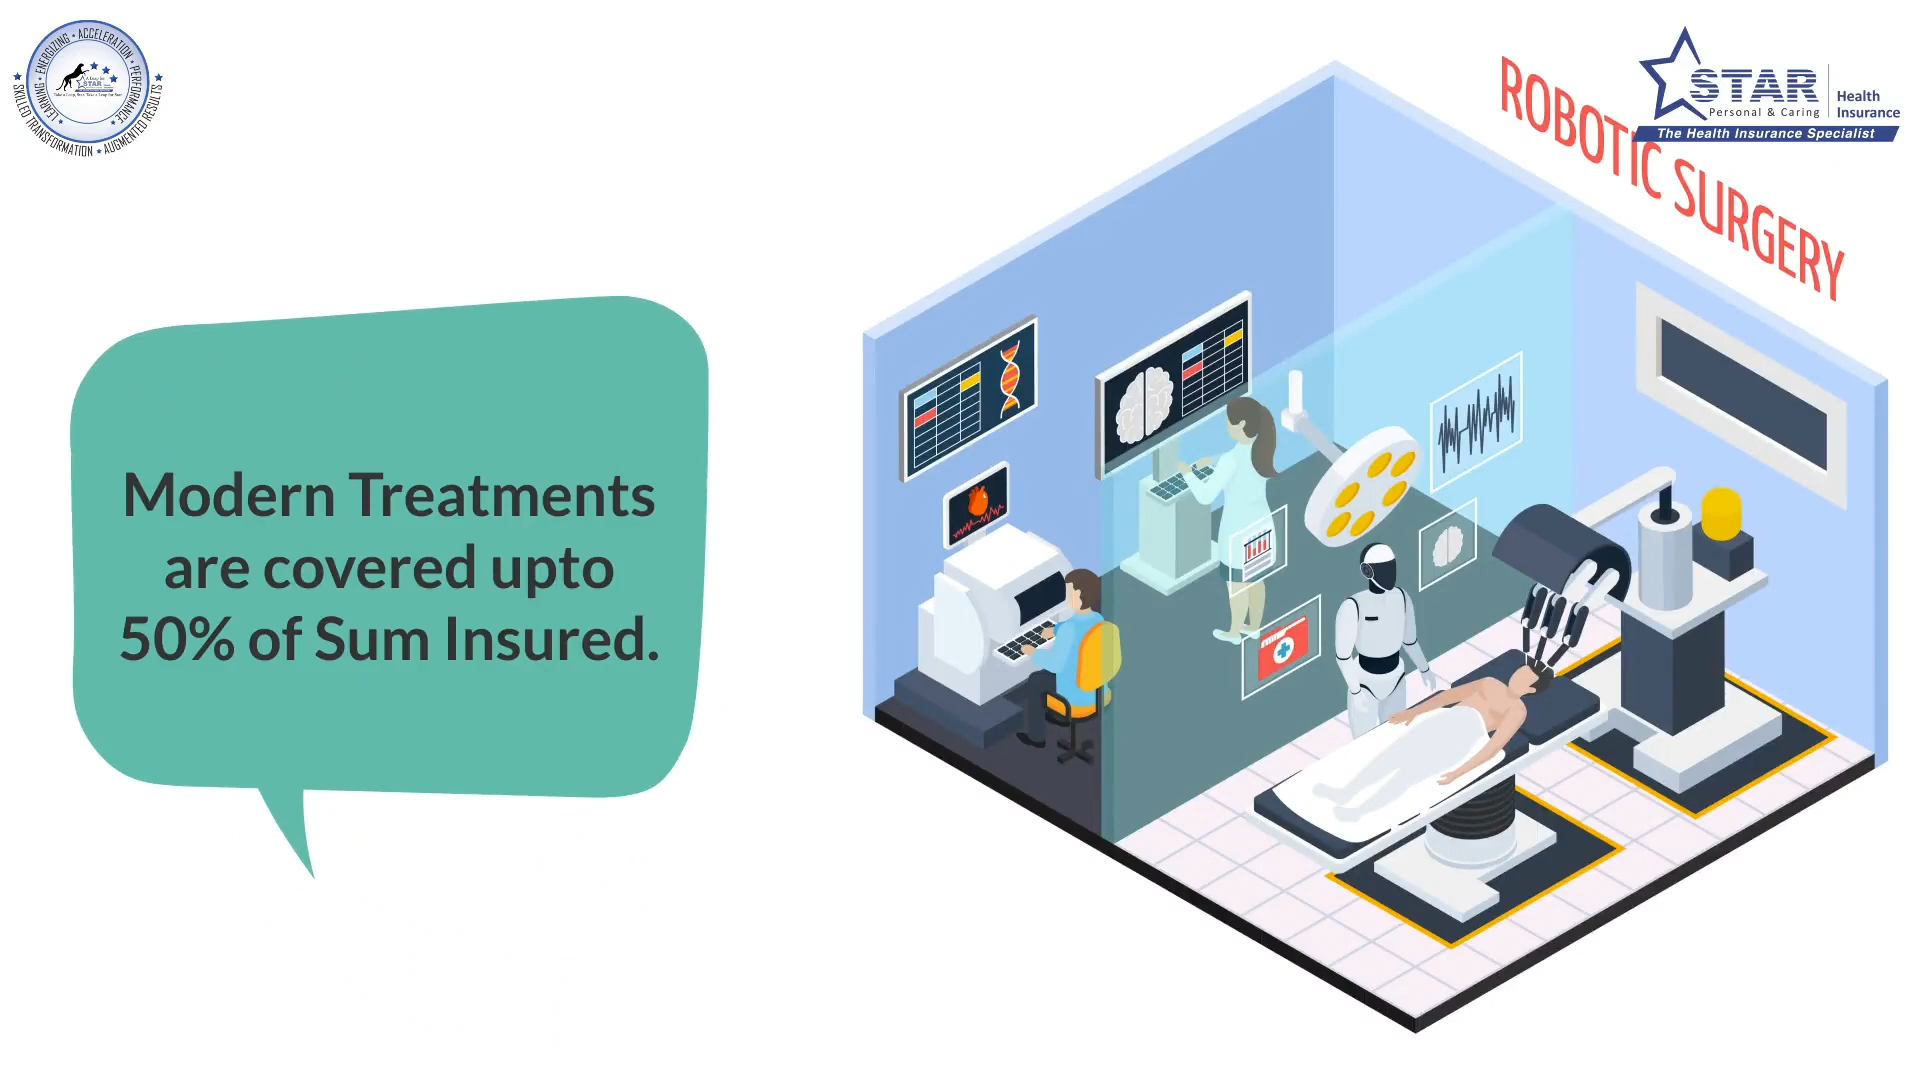 ENERGIZING • ACCELERATION • PERFORMANCE
LEARNING
SKILLED TRANSFORMATION ★ AUGMENTED RESULTS
STAR
Personal & Caring
Health
Insurance
The Health Insurance Specialist
ROBOTIC SURGERY
Modern Treatments
are covered upto
50% of Sum Insured.